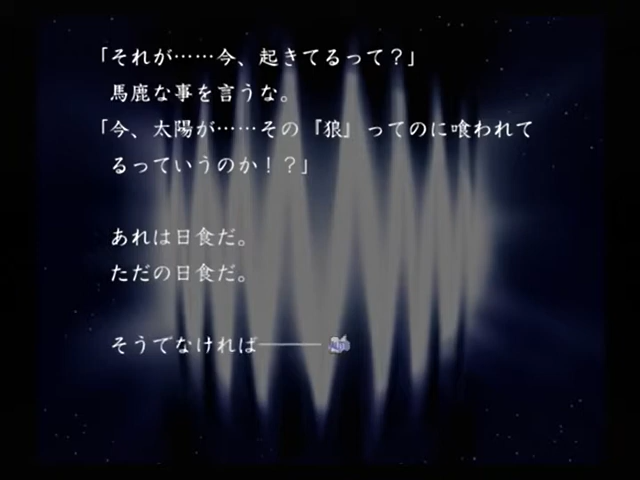 「それが……今、起きてるって？」
馬鹿な事を言うな。
「今、太陽が……その『狼』ってのに喰われて
るっていうのか！？」
あれは日食だ。
ただの日食だ。
そうでなければ―――